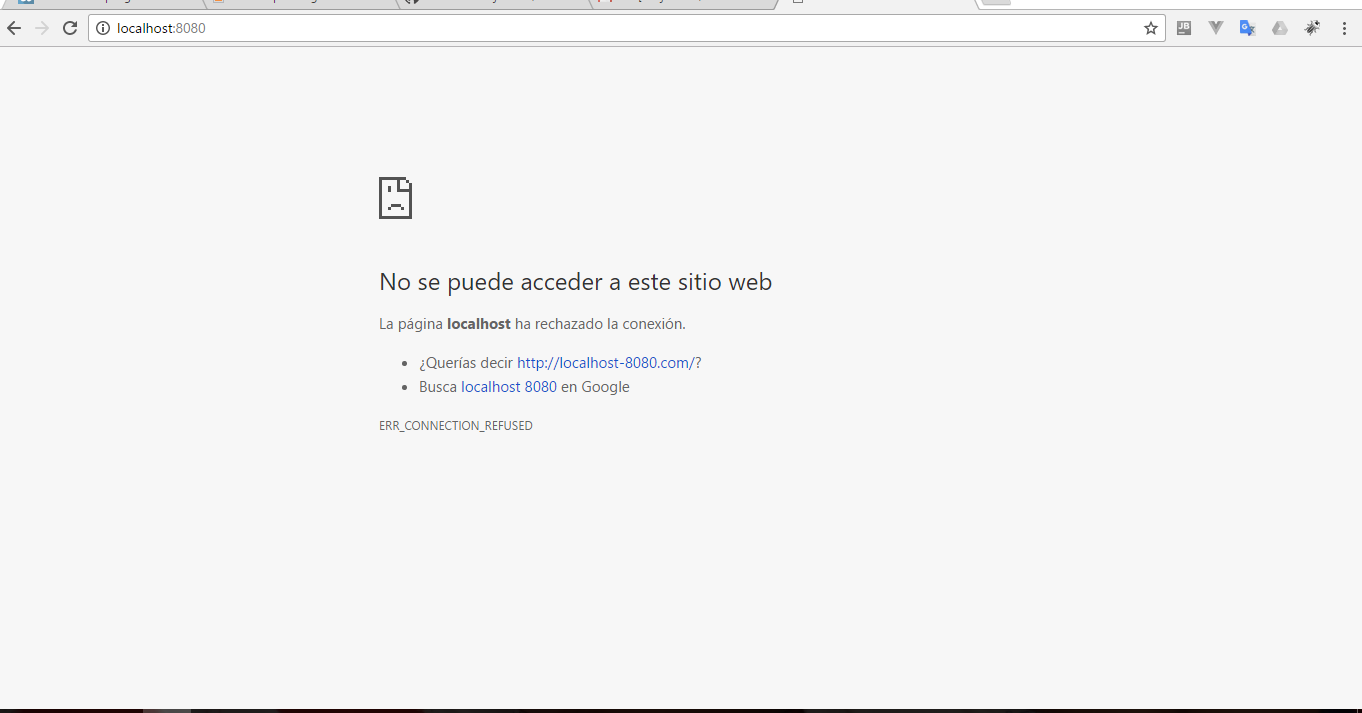 localhost:8080
JB
No se puede acceder a este sitio web
La página localhost ha rechazado la conexión.
¿Querías decir http://localhost-8080.com/?
Busca localhost 8080 en Google
ERR_CONNECTION_REFUSED